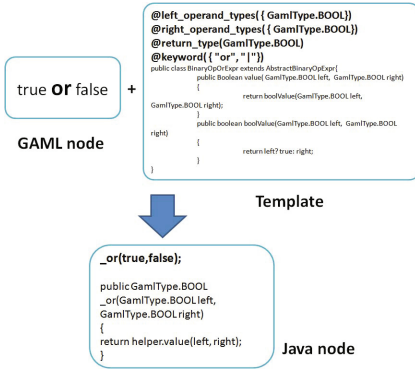 true or false
+
GAML node
@left_operand_types( { GamlType.BOOL})
@right_operand_types( { GamlType.BOOL})
@return_type(GamlType.BOOL)
@keyword( { "or", "|"})
public class BinaryOpOrExpr extends AbstractBinaryOpExpr{
public Boolean value( GamlType.BOOL left, GamlType.BOOL right)
{
return boolValue(GamlType.BOOL left,
GamlType.BOOL right);
}
public boolean boolValue(GamlType.BOOL left, GamlType.BOOL
right)
{
return left? true: right;
}
}
Template
_or(true,false);
public GamlType.BOOL
_or(GamlType.BOOL left,
GamlType.BOOL right)
{
return helper.value(left, right);
}
Java node